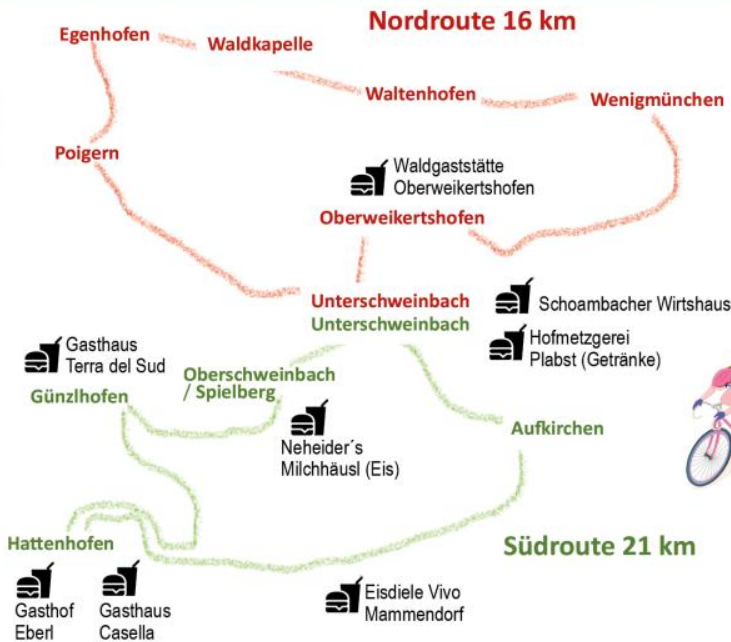 Nordroute 16 km
Egenhofen
Waldkapelle
Waltenhofen
Wenigmünchen
Poigern
Waldgaststätte
Oberweikertshofen
Oberweikertshofen
Unterschweinbach
Unterschweinbach
Schoambacher Wirtshaus
Hofmetzgerei
Plabst (Getränke)
Gasthaus
Terra del Sud
Günzlhofen
Oberschweinbach
/ Spielberg
Neheider´s
Milchhäusl (Eis)
Aufkirchen
Südroute 21 km
Hattenhofen
Gasthof
Eberl
Gasthaus
Casella
Eisdiele Vivo
Mammendorf